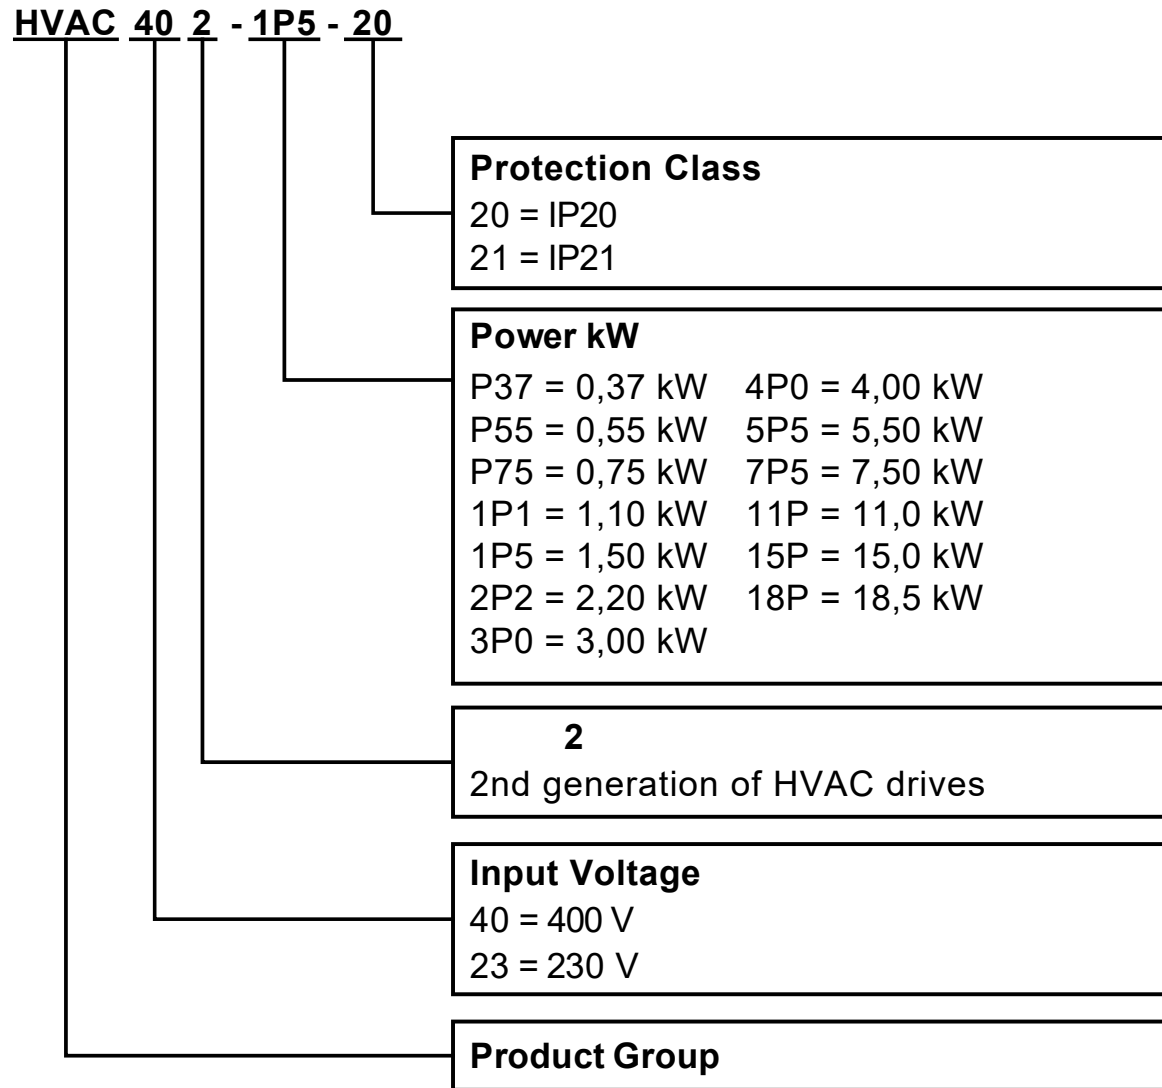 HVAC 40 2 - 1P5 - 20
Protection Class
20 = IP20
21 = IP21
Power kW
P37 = 0,37 kW 4P0 = 4,00 kW
P55 = 0,55 kW 5P5 = 5,50 kW
P75 = 0,75 kW 7P5 = 7,50 kW
1P1 = 1,10 kW 11P = 11,0 kW
1P5 = 1,50 kW 15P = 15,0 kW
2P2 = 2,20 kW 18P = 18,5 kW
3P0 = 3,00 kW
2
2nd generation of HVAC drives
Input Voltage
40 = 400 V
23 = 230 V
Product Group